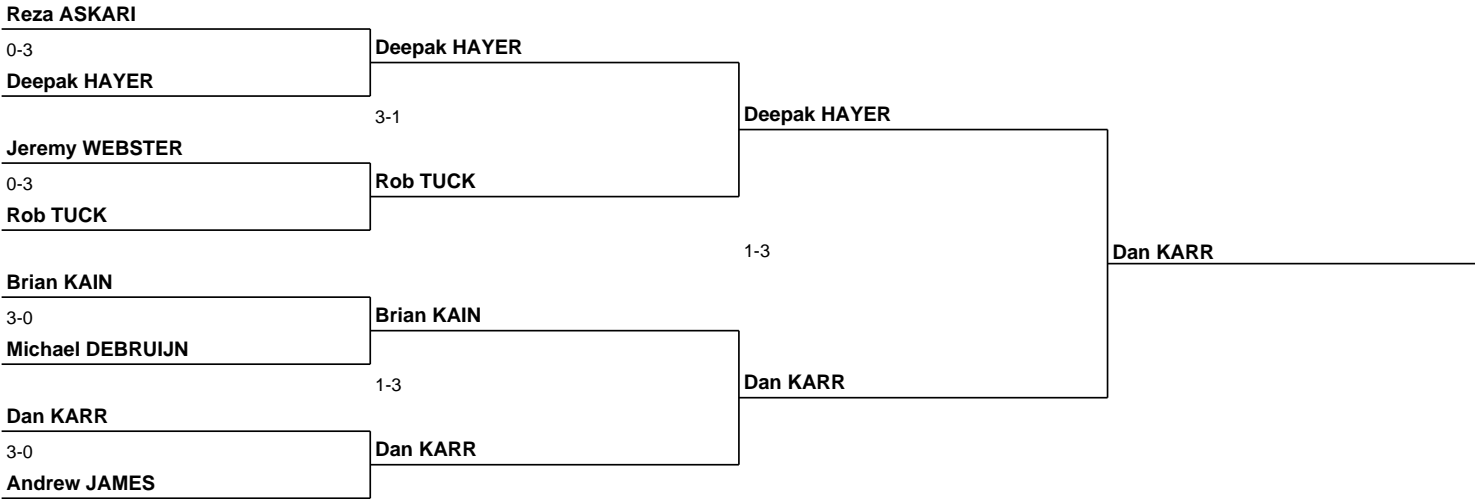 Reza ASKARI
0-3
Deepak HAYER
Deepak HAYER
3-1
Deepak HAYER
Jeremy WEBSTER
0-3
Rob TUCK
Rob TUCK
1-3
Dan KARR
Brian KAIN
3-0
Brian KAIN
Michael DEBRUIJN
1-3
Dan KARR
Dan KARR
3-0
Dan KARR
Andrew JAMES